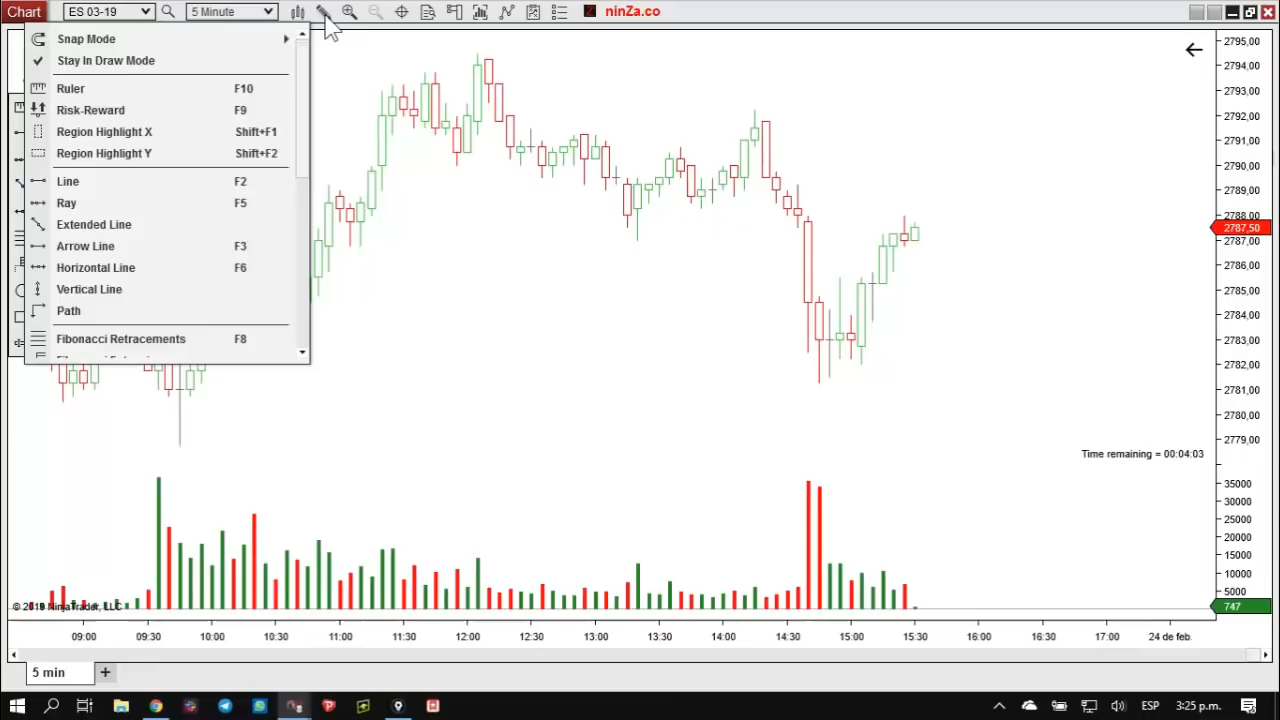 Chart ES 03-19 5 Minute ninZa.co
Snap Mode
Stay In Draw Mode
Ruler F10
Risk-Reward F9
Region Highlight X Shift+F1
Region Highlight Y Shift+F2
Line F2
Ray F5
Extended Line
Arrow Line F3
Horizontal Line F6
Vertical Line
Path
Fibonacci Retracements F8
2795,00
2794,00
2793,00
2792,00
2791,00
2790,00
2789,00
2788,00
2787,50
2787,00
2786,00
2785,00
2784,00
2783,00
2782,00
2781,00
2780,00
2779,00
Time remaining = 00:04:03
35000
30000
25000
20000
15000
10000
5000
747
NinjaTrader, LLC
09:00 09:30 10:00 10:30 11:00 11:30 12:00 12:30 13:00 13:30 14:00 14:30 15:00 15:30 16:00 16:30 17:00 24 de feb.
5 min +
ESP 3:25 p.m.